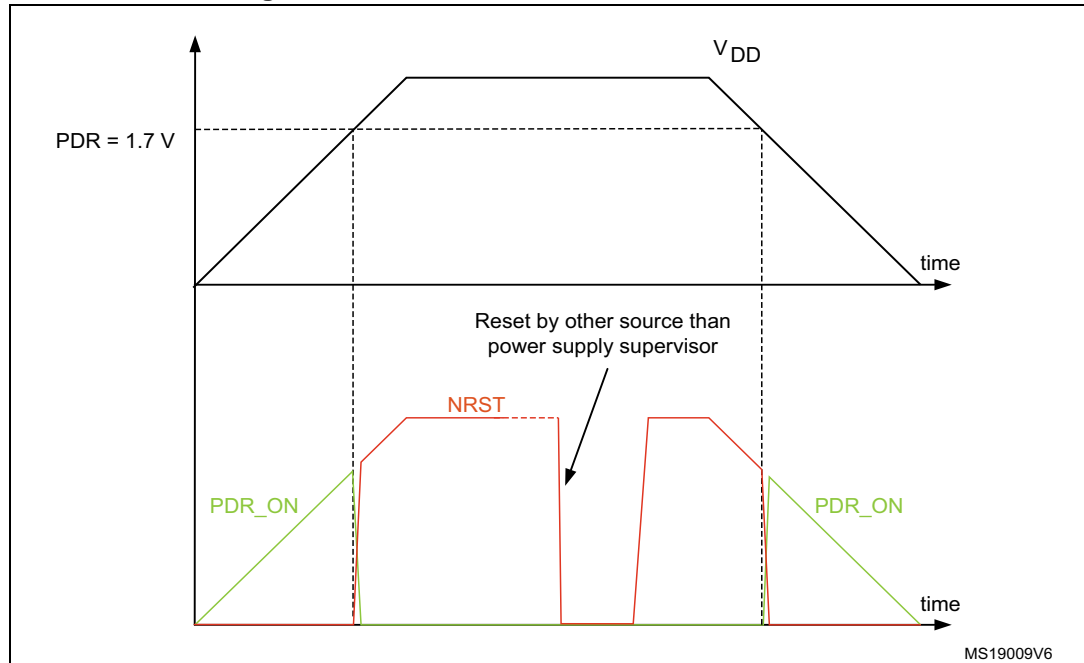 V DD
PDR = 1.7 V
time
Reset by other source than
power supply supervisor
NRST
PDR_ON
PDR_ON
time
MS19009V6